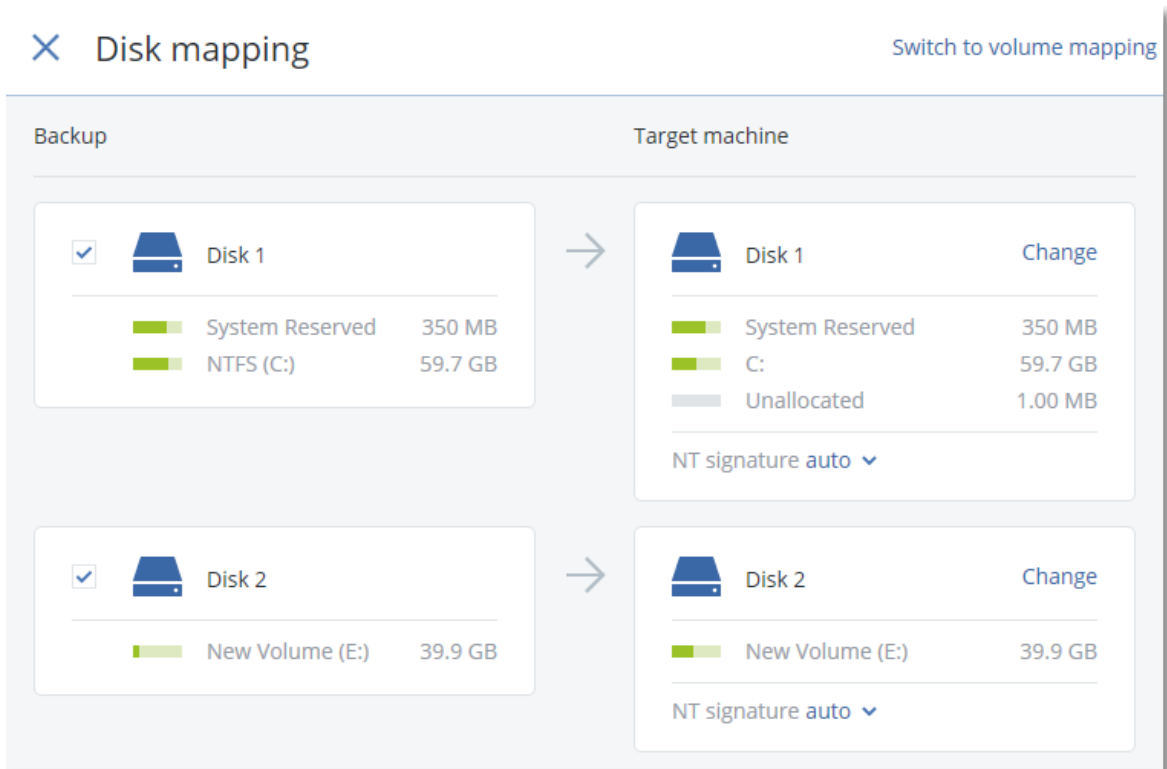 Disk mapping Switch to volume mapping
Backup Target machine
Disk 1 Disk 1 Change
System Reserved 350 MB System Reserved 350 MB
NTFS (C:) 59.7 GB C: 59.7 GB
Unallocated 1.00 MB
NT signature auto
Disk 2 Disk 2 Change
New Volume (E:) 39.9 GB New Volume (E:) 39.9 GB
NT signature auto